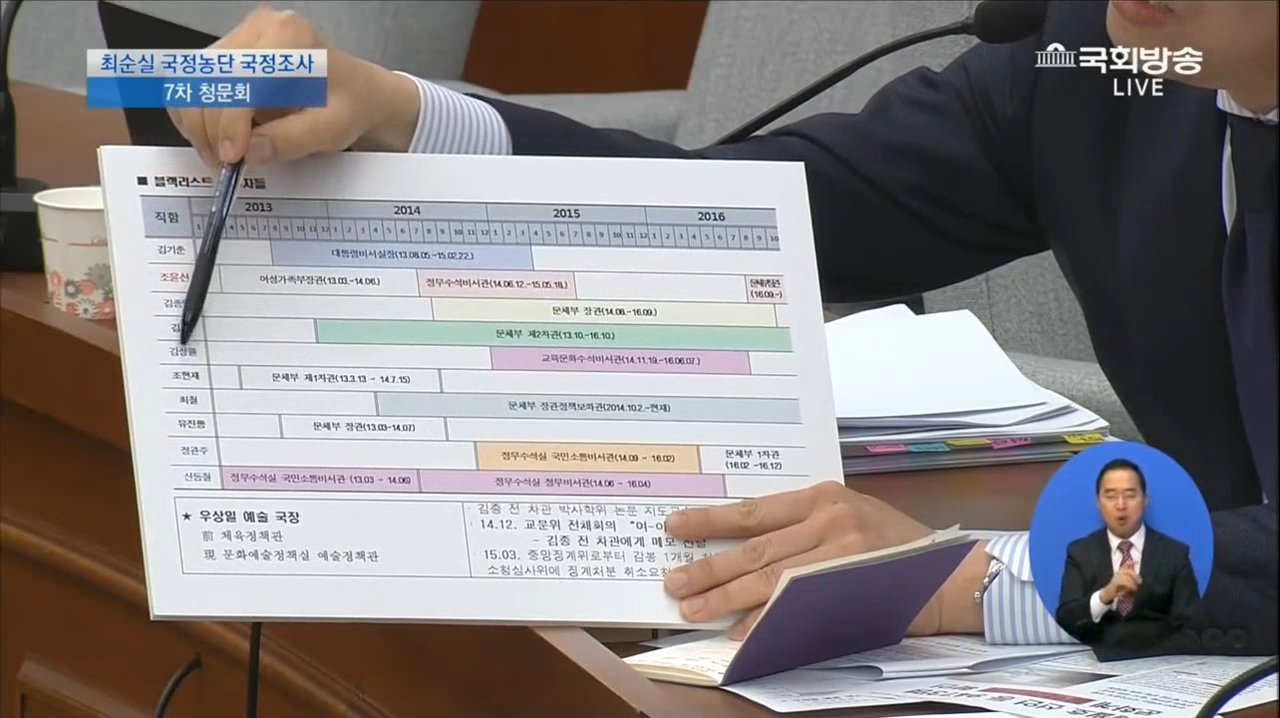 최순실 국정농단 국정조사
7차 청문회
국회방송
LIVE
■ 블랙리스트 자들
직함 2013 2014 2015 2016
김기춘 대통령비서실장(13.08.05.-15.02.22.)
조윤선 여성가족부장관(13.03.-14.06.) 정무수석비서관(14.06.12.-15.05.18.) 문체부장관 (16.09.-)
문체부 장관(14.08.-16.09.)
문체부 제2차관(13.10.-16.10.)
김상률 교육문화수석비서관(14.11.19.-16.06.07.)
조현재 문체부 제1차관(13.3.13 - 14.7.15)
최철 문체부 장관정책보좌관(2014.10.2.-현재)
유진룡 문체부 장관(13.03-14.07)
정관주 정무수석실 국민소통비서관(14.09 - 16.02) 문체부 1차관 (16.02 -16.12)
신동철 정무수석실 국민소통비서관 (13.03 - 14.06) 정무수석실 정무비서관(14.06 - 16.04)
★ 우상일 예술 국장
前 체육정책관
現 문화예술정책실 예술정책관
김종 전 차관 박사학위 논문 지도교
14.12. 교문위 전체회의 "여-야
- 김종 전 차관에게 메모 전달
15.03. 중앙징계위로부터 감봉 1개월
소청심사위에 징계처분 취소요청